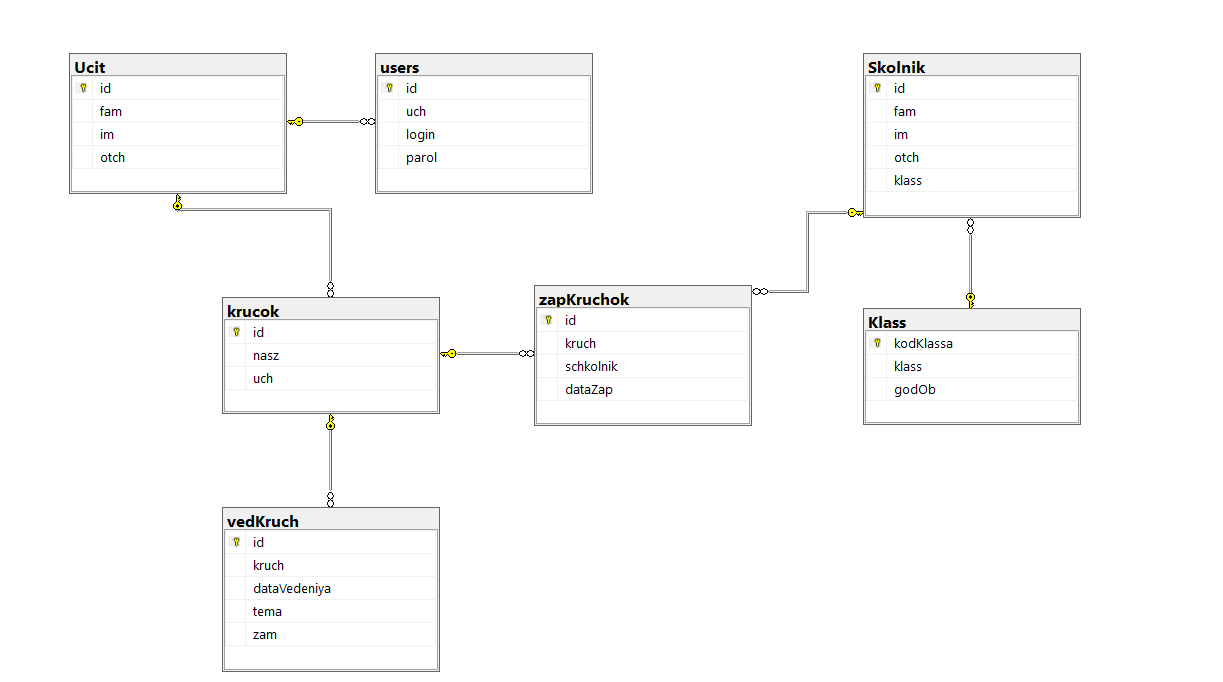 Ucit
id
fam
im
otch
users
id
uch
login
parol
Skolnik
id
fam
im
otch
klass
krucok
id
nasz
uch
zapKruchok
id
kruch
schkolnik
dataZap
Klass
kodKlassa
klass
godOb
vedKruch
id
kruch
dataVedeniya
tema
zam